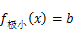 f极小(x) = b